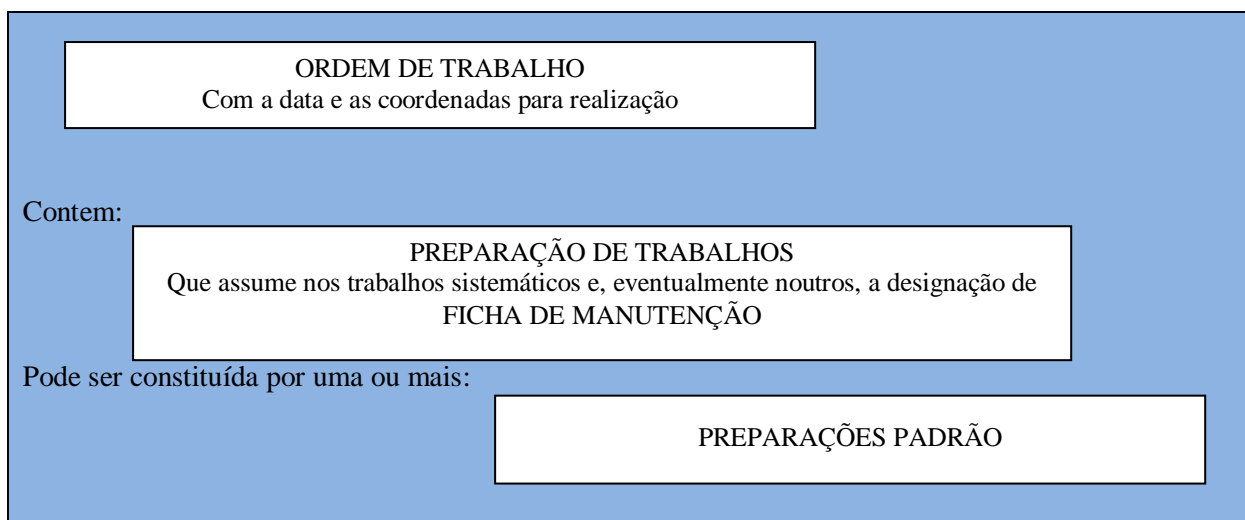 ORDEM DE TRABALHO
Com a data e as coordenadas para realização
Contem:
PREPARAÇÃO DE TRABALHOS
Que assume nos trabalhos sistemáticos e, eventualmente noutros, a designação de
FICHA DE MANUTENÇÃO
Pode ser constituída por uma ou mais:
PREPARAÇÕES PADRÃO